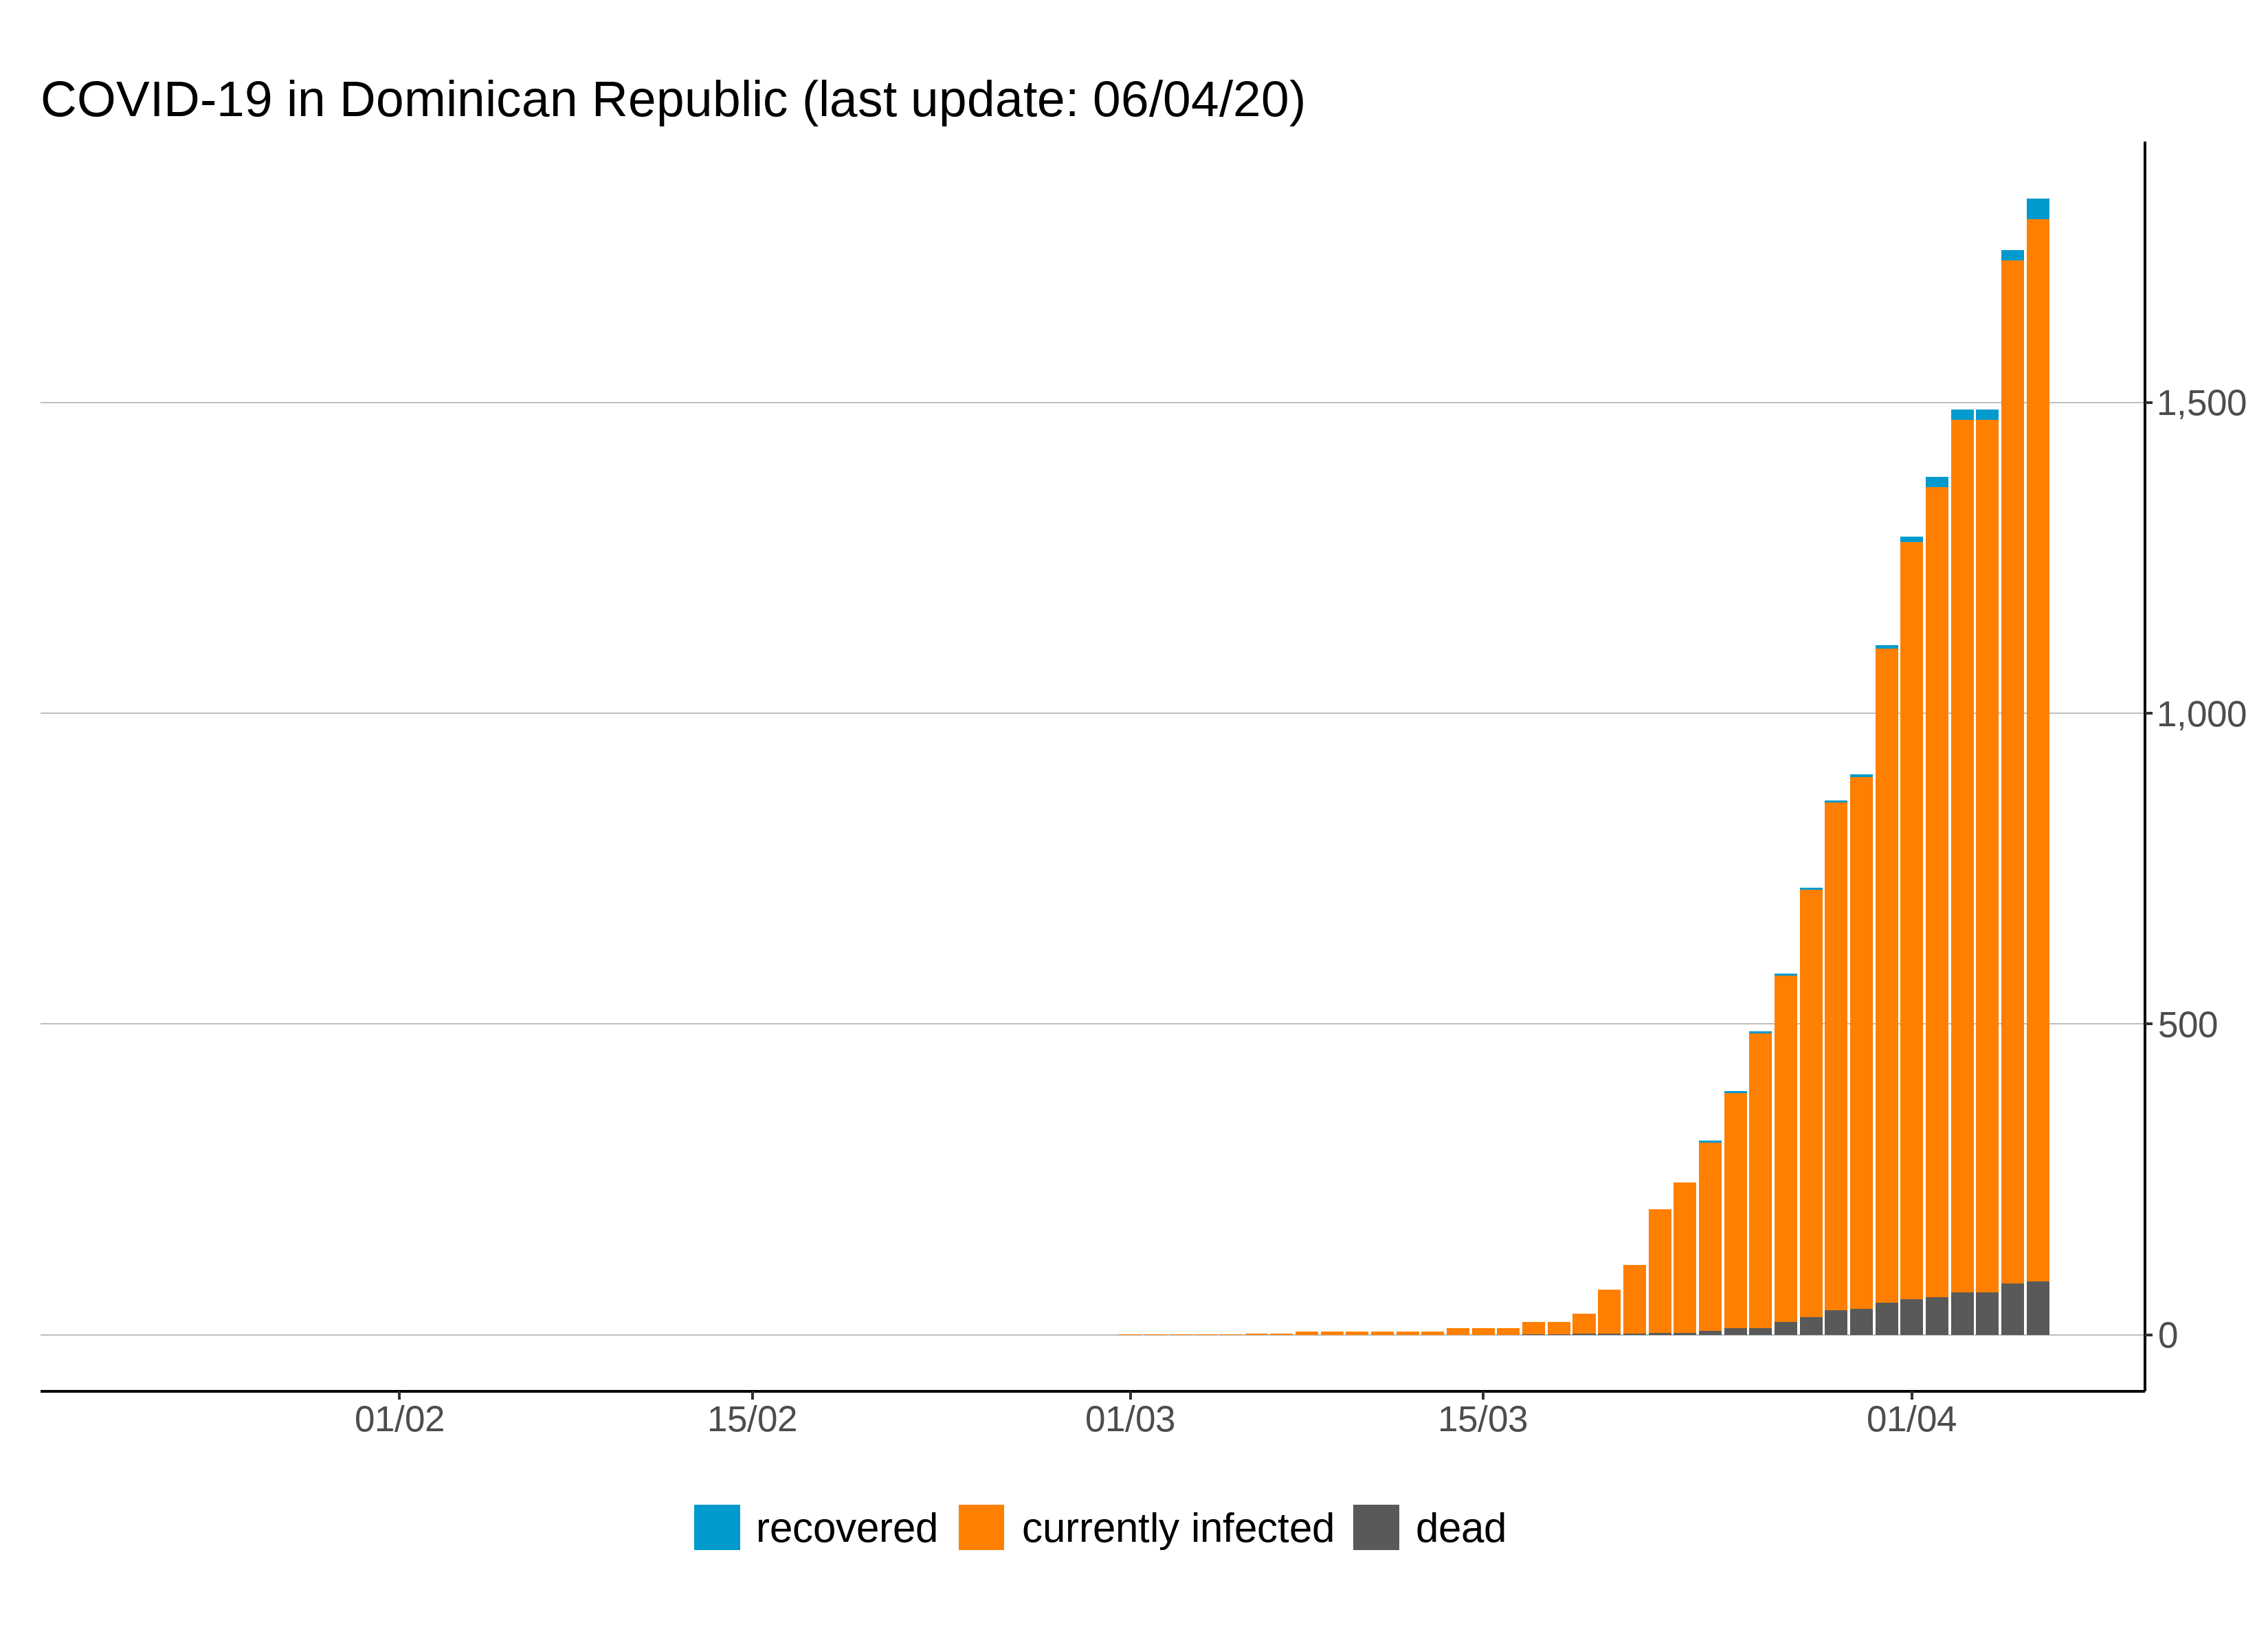 COVID-19 in Dominican Republic (last update: 06/04/20)
1,500
1,000
500
0
01/02 15/02 01/03 15/03 01/04
recovered currently infected dead